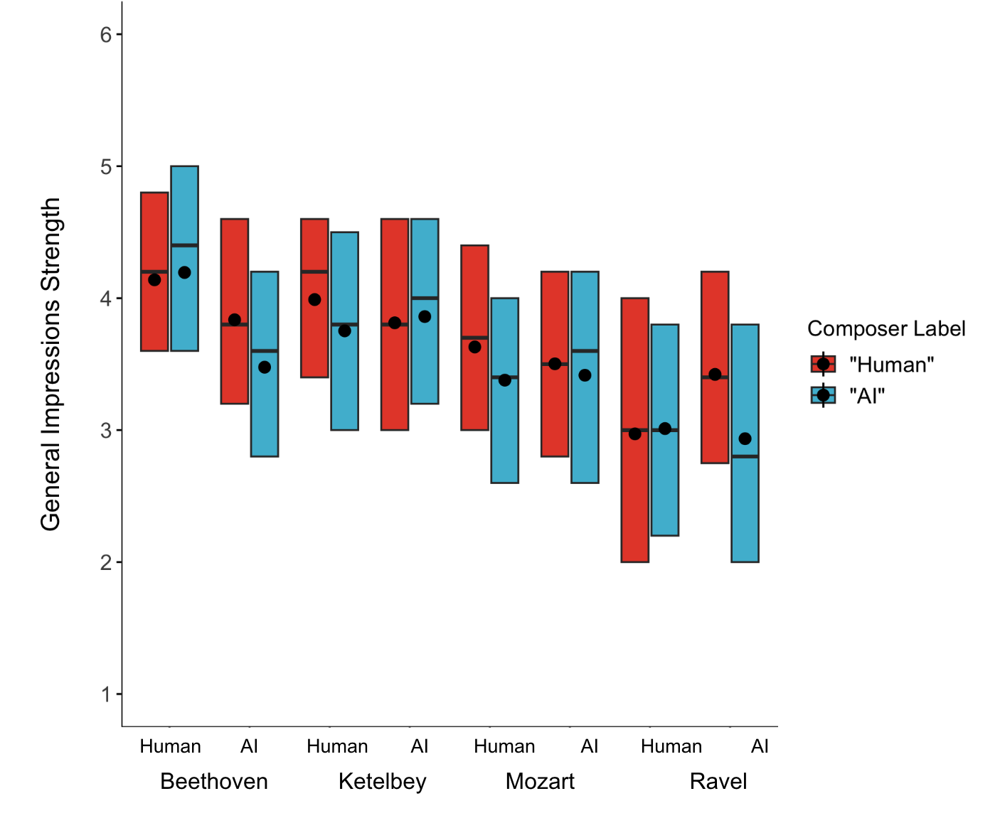 General Impressions Strength
6
5
4
3
2
1
Human AI Human AI Human AI Human AI
Beethoven Ketelbey Mozart Ravel
Composer Label
"Human"
"AI"